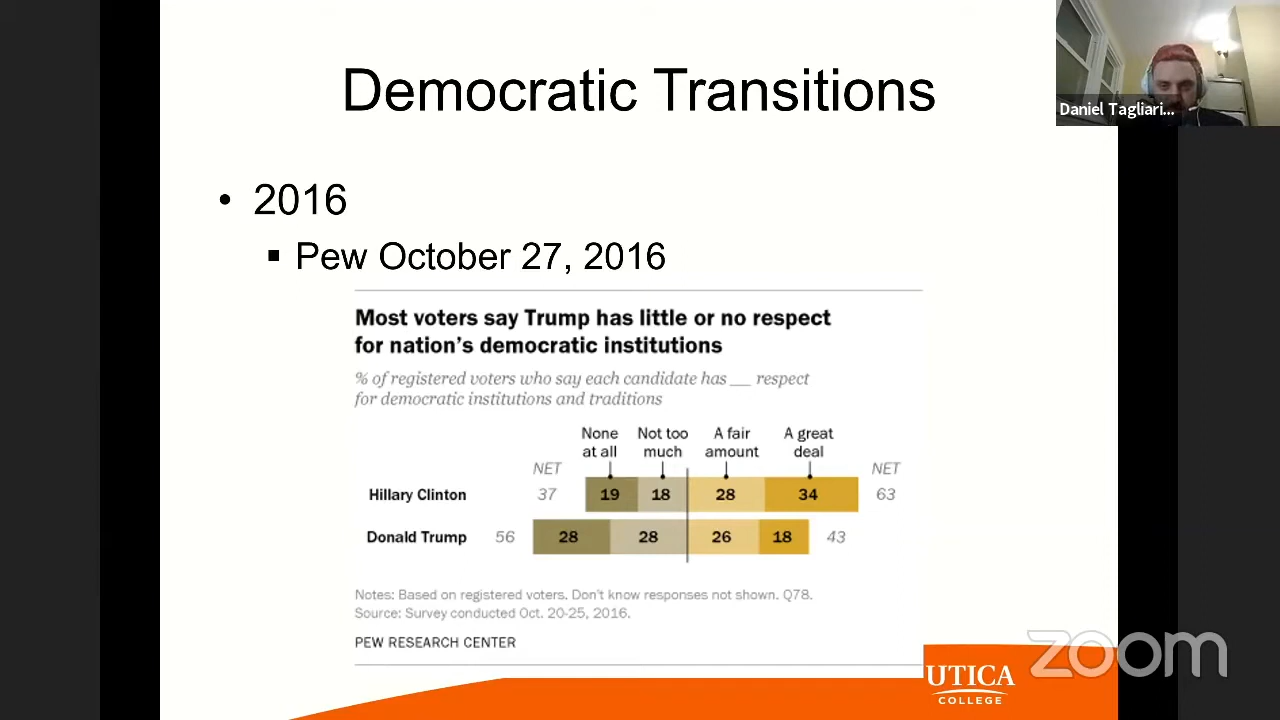 Democratic Transitions
Daniel Tagliari...
• 2016
▪ Pew October 27, 2016
Most voters say Trump has little or no respect
for nation's democratic institutions
% of registered voters who say each candidate has __ respect
for democratic institutions and traditions
None at all
Not too much
A fair amount
A great deal
NET
NET
Hillary Clinton 37 19 18 28 34 63
Donald Trump 56 28 28 26 18 43
Notes: Based on registered voters. Don't know responses not shown. Q78.
Source: Survey conducted Oct. 20-25, 2016.
PEW RESEARCH CENTER
UTICA
COLLEGE
zoom